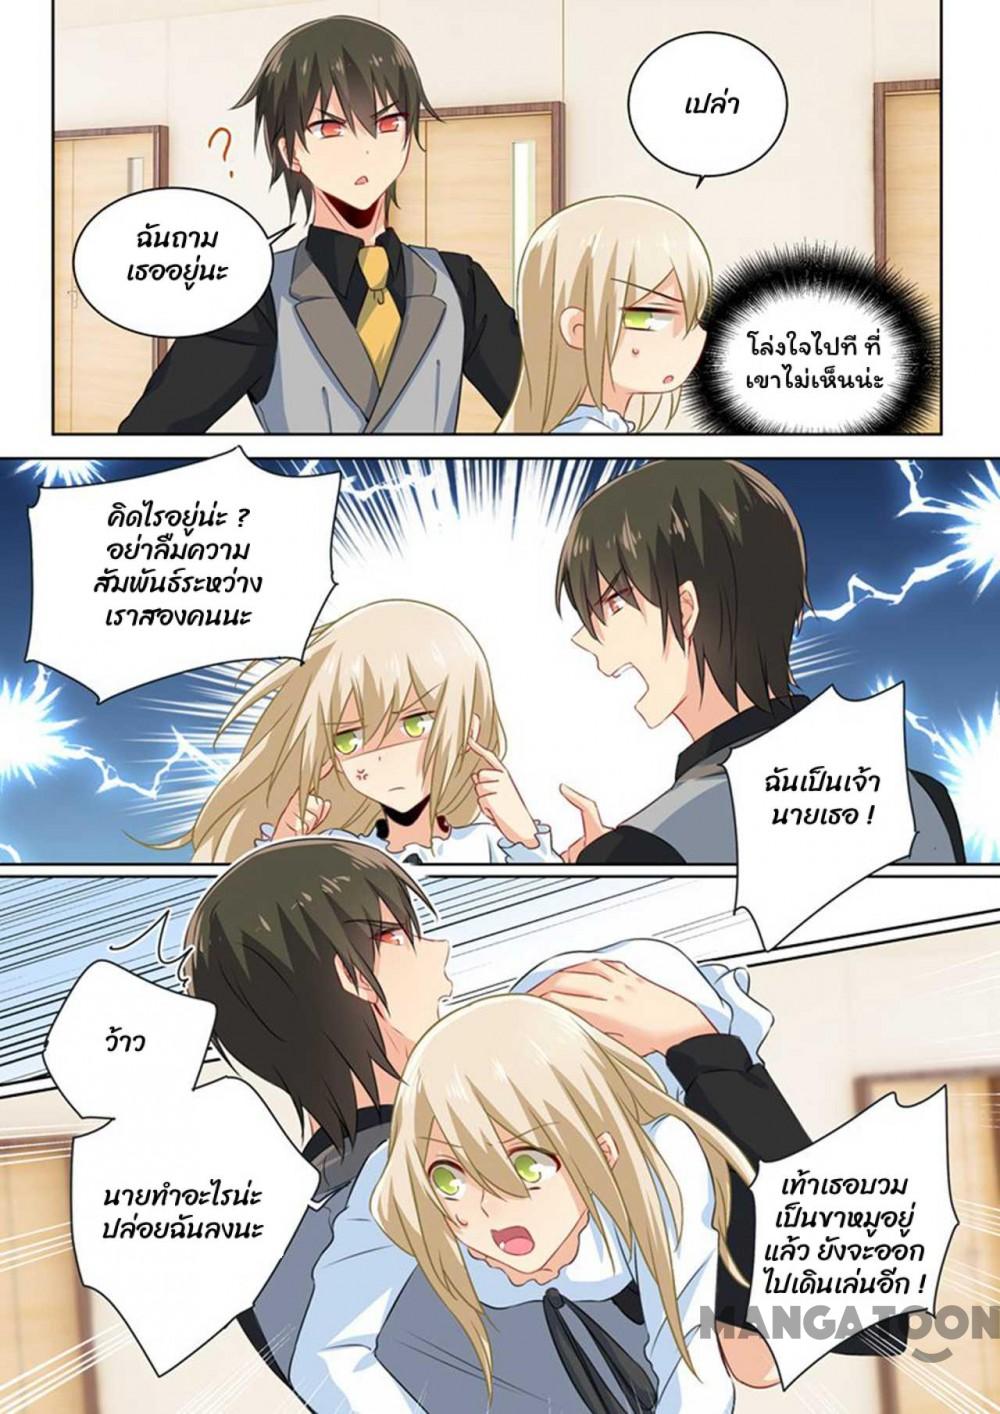 เปล่า
ฉันถาม
เธออยู่นะ
โล่งใจไปที ที่
เขาไม่เห็นน่ะ
คิดไรอยู่น่ะ ?
อย่าลืมความ
สัมพันธ์ระหว่าง
เราสองคนนะ
ฉันเป็นเจ้า
นายเธอ !
ว้าว
นายทำอะไรน่ะ
ปล่อยฉันลงนะ
เท้าเธอบวม
เป็นขาหมูอยู่
แล้ว ยังจะออก
ไปเดินเล่นอีก !
MANGATOON